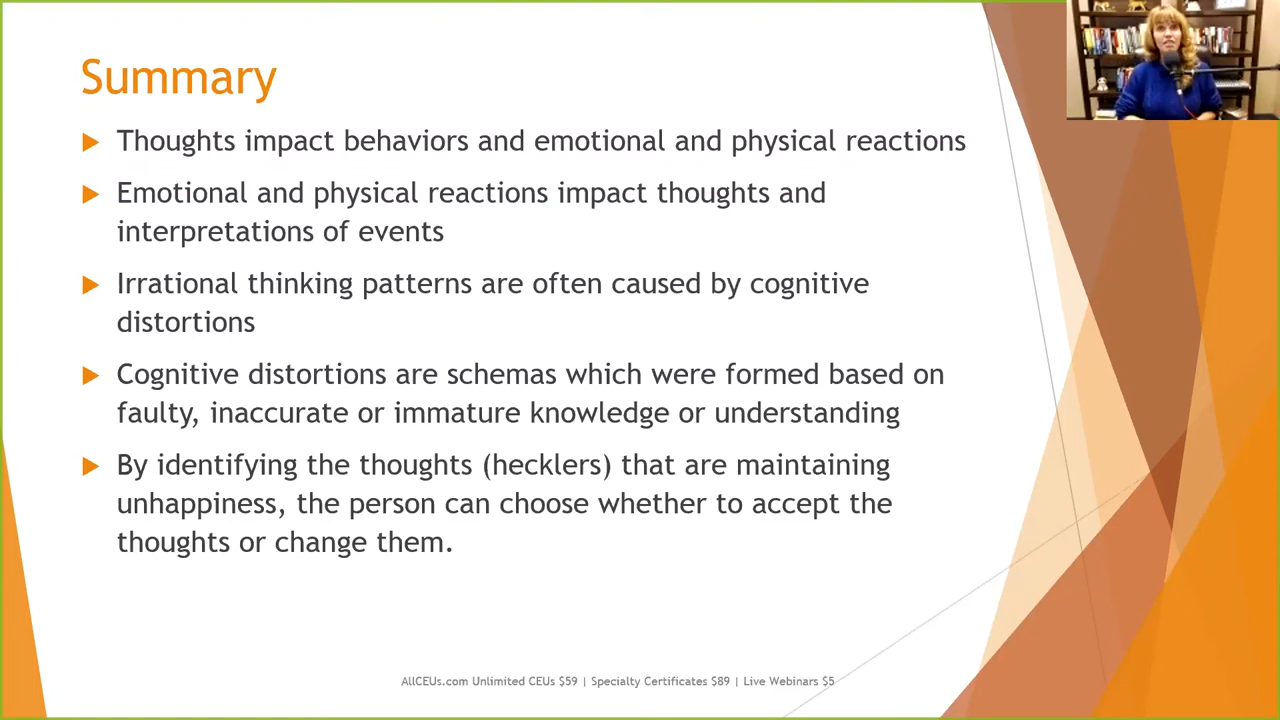 Summary
Thoughts impact behaviors and emotional and physical reactions
Emotional and physical reactions impact thoughts and
interpretations of events
Irrational thinking patterns are often caused by cognitive
distortions
Cognitive distortions are schemas which were formed based on
faulty, inaccurate or immature knowledge or understanding
By identifying the thoughts (hecklers) that are maintaining
unhappiness, the person can choose whether to accept the
thoughts or change them.
AllCEUs.com Unlimited CEUs $59 | Specialty Certificates $89 | Live Webinars $5